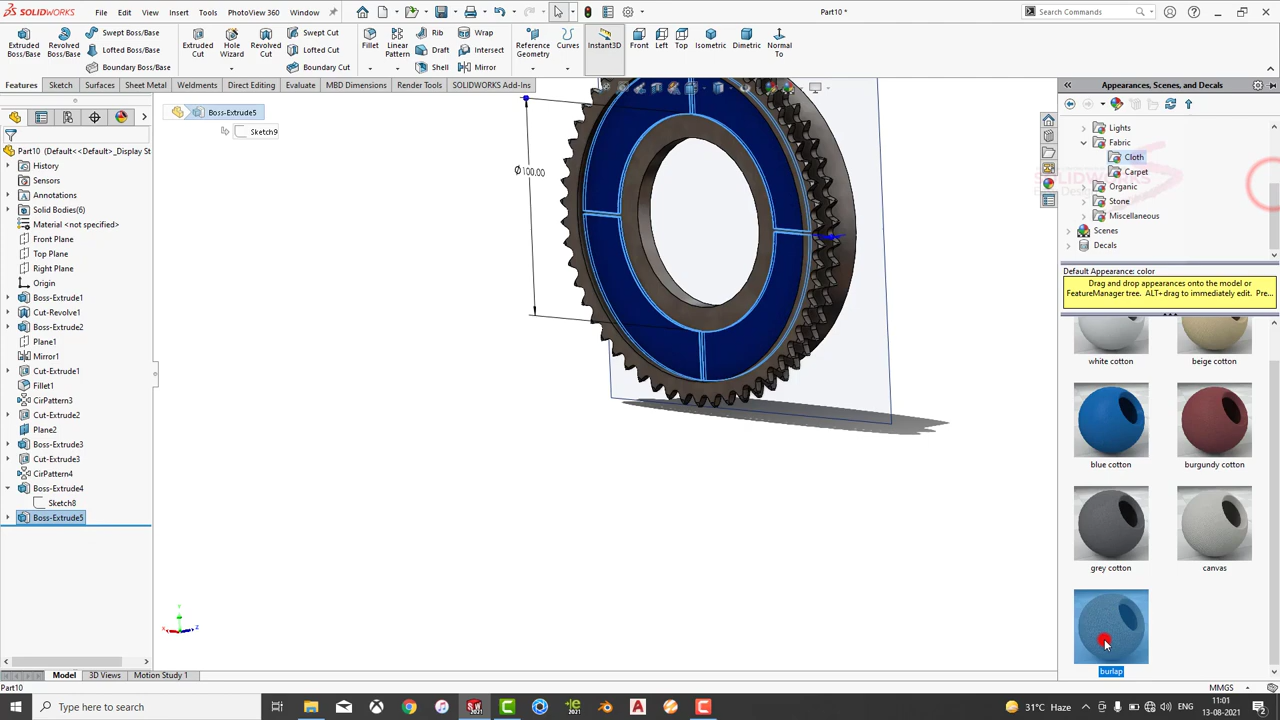 SOLIDWORKS File Edit View Insert Tools PhotoView 360 Window Part10 * Search Commands
Extruded Boss/Base Revolved Boss/Base Swept Boss/Base Lofted Boss/Base Boundary Boss/Base Extruded Cut Hole Wizard Revolved Cut Swept Cut Lofted Cut Boundary Cut Fillet Linear Pattern Rib Draft Shell Wrap Intersect Mirror Reference Geometry Curves Instant3D Front Left Top Isometric Dimetric Normal To
Features Sketch Surfaces Sheet Metal Weldments Direct Editing Evaluate MBD Dimensions Render Tools SOLIDWORKS Add-Ins
Boss-Extrude5
Sketch9
Part10 (Default<<Default>_Display St
History
Sensors
Annotations
Solid Bodies(6)
Material <not specified>
Front Plane
Top Plane
Right Plane
Origin
Boss-Extrude1
Cut-Revolve1
Boss-Extrude2
Plane1
Mirror1
Cut-Extrude1
Fillet1
CirPattern3
Cut-Extrude2
Plane2
Boss-Extrude3
Cut-Extrude3
CirPattern4
Boss-Extrude4
Sketch8
Boss-Extrude5
Ø100.00
Y
X
Z
Appearances, Scenes, and Decals
Lights
Fabric
Cloth
Carpet
Organic
Stone
Miscellaneous
Scenes
Decals
SOLIDWORKS
Default Appearance: color
Drag and drop appearances onto the model or
FeatureManager tree. ALT+drag to immediately edit. Pre...
white cotton beige cotton
blue cotton burgundy cotton
grey cotton canvas
burlap
Model 3D Views Motion Study 1
MMGS
Type here to search
31°C Haze ENG 11:01
13-08-2021